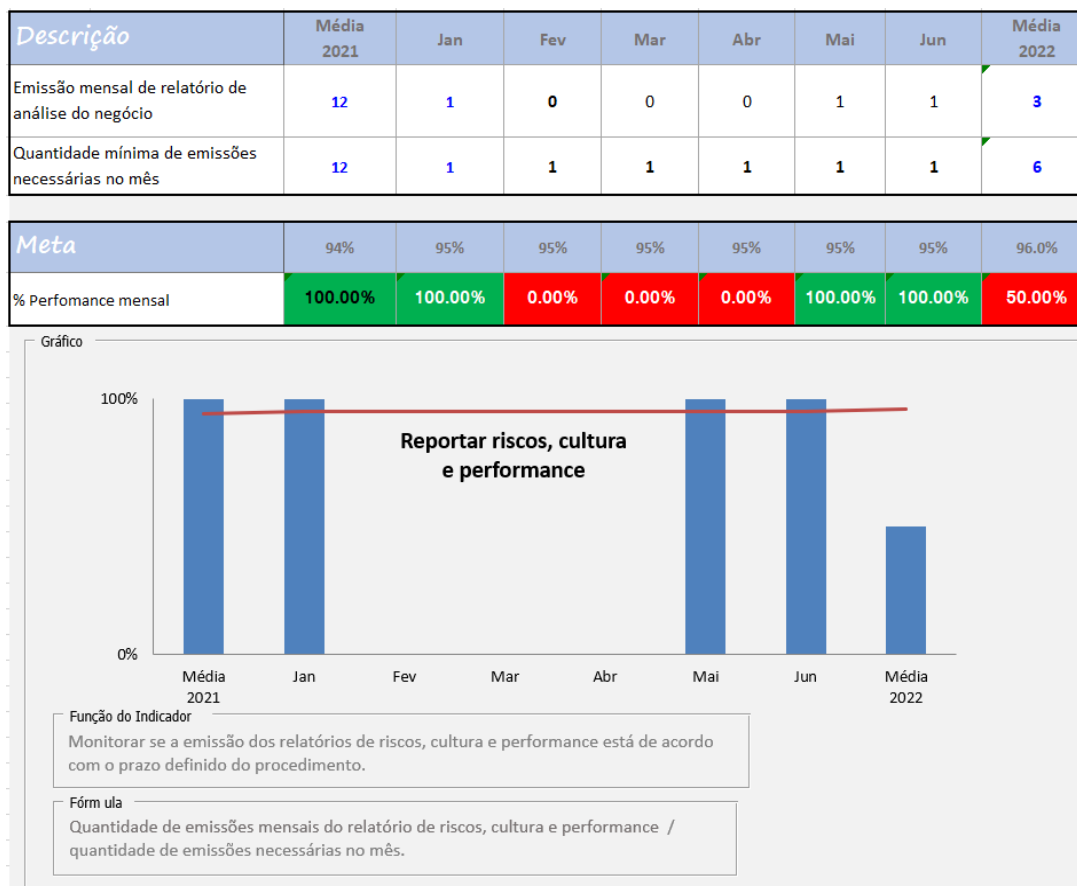 Descrição Média 2021 Jan Fev Mar Abr Mai Jun Média 2022
Emissão mensal de relatório de
análise do negócio 12 1 0 0 0 1 1 3
Quantidade mínima de emissões
necessárias no mês 12 1 1 1 1 1 1 6
Meta 94% 95% 95% 95% 95% 95% 95% 96.0%
% Perfomance mensal 100.00% 100.00% 0.00% 0.00% 0.00% 100.00% 100.00% 50.00%
Gráfico
100%
Reportar riscos, cultura
e performance
0%
Média 2021 Jan Fev Mar Abr Mai Jun Média 2022
Função do Indicador
Monitorar se a emissão dos relatórios de riscos, cultura e performance está de acordo
com o prazo definido do procedimento.
Fórm ula
Quantidade de emissões mensais do relatório de riscos, cultura e performance /
quantidade de emissões necessárias no mês.